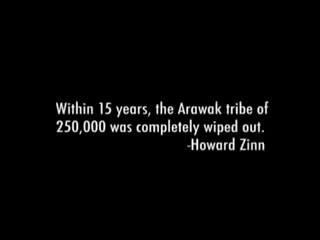 Within 15 years, the Arawak tribe of
250,000 was completely wiped out.
-Howard Zinn